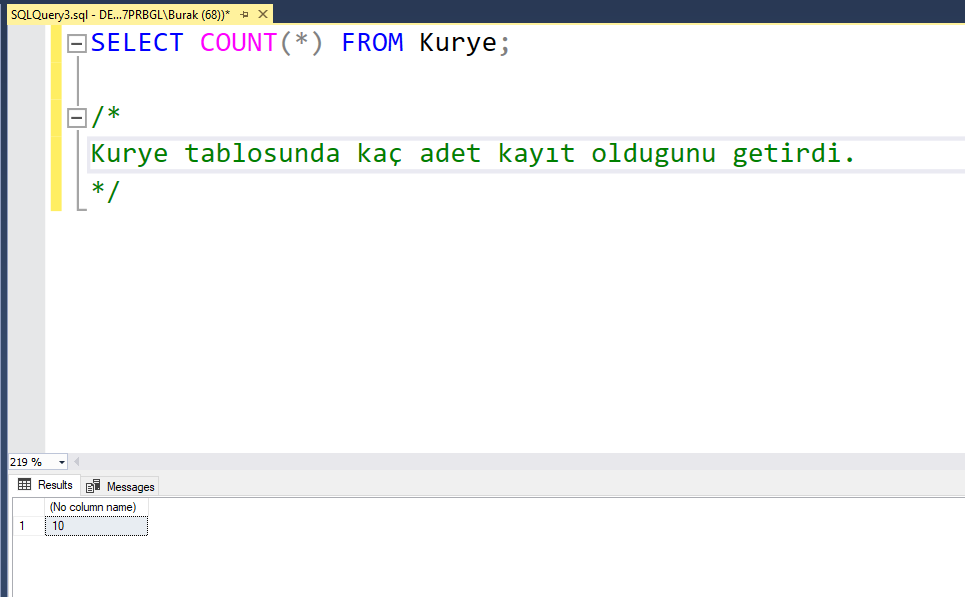 SQLQuery3.sql - DE...7PRBGL\Burak (68))*
SELECT COUNT(*) FROM Kurye;
/*
Kurye tablosunda kaç adet kayıt oldugunu getirdi.
*/
219 %
Results Messages
(No column name)
1 10